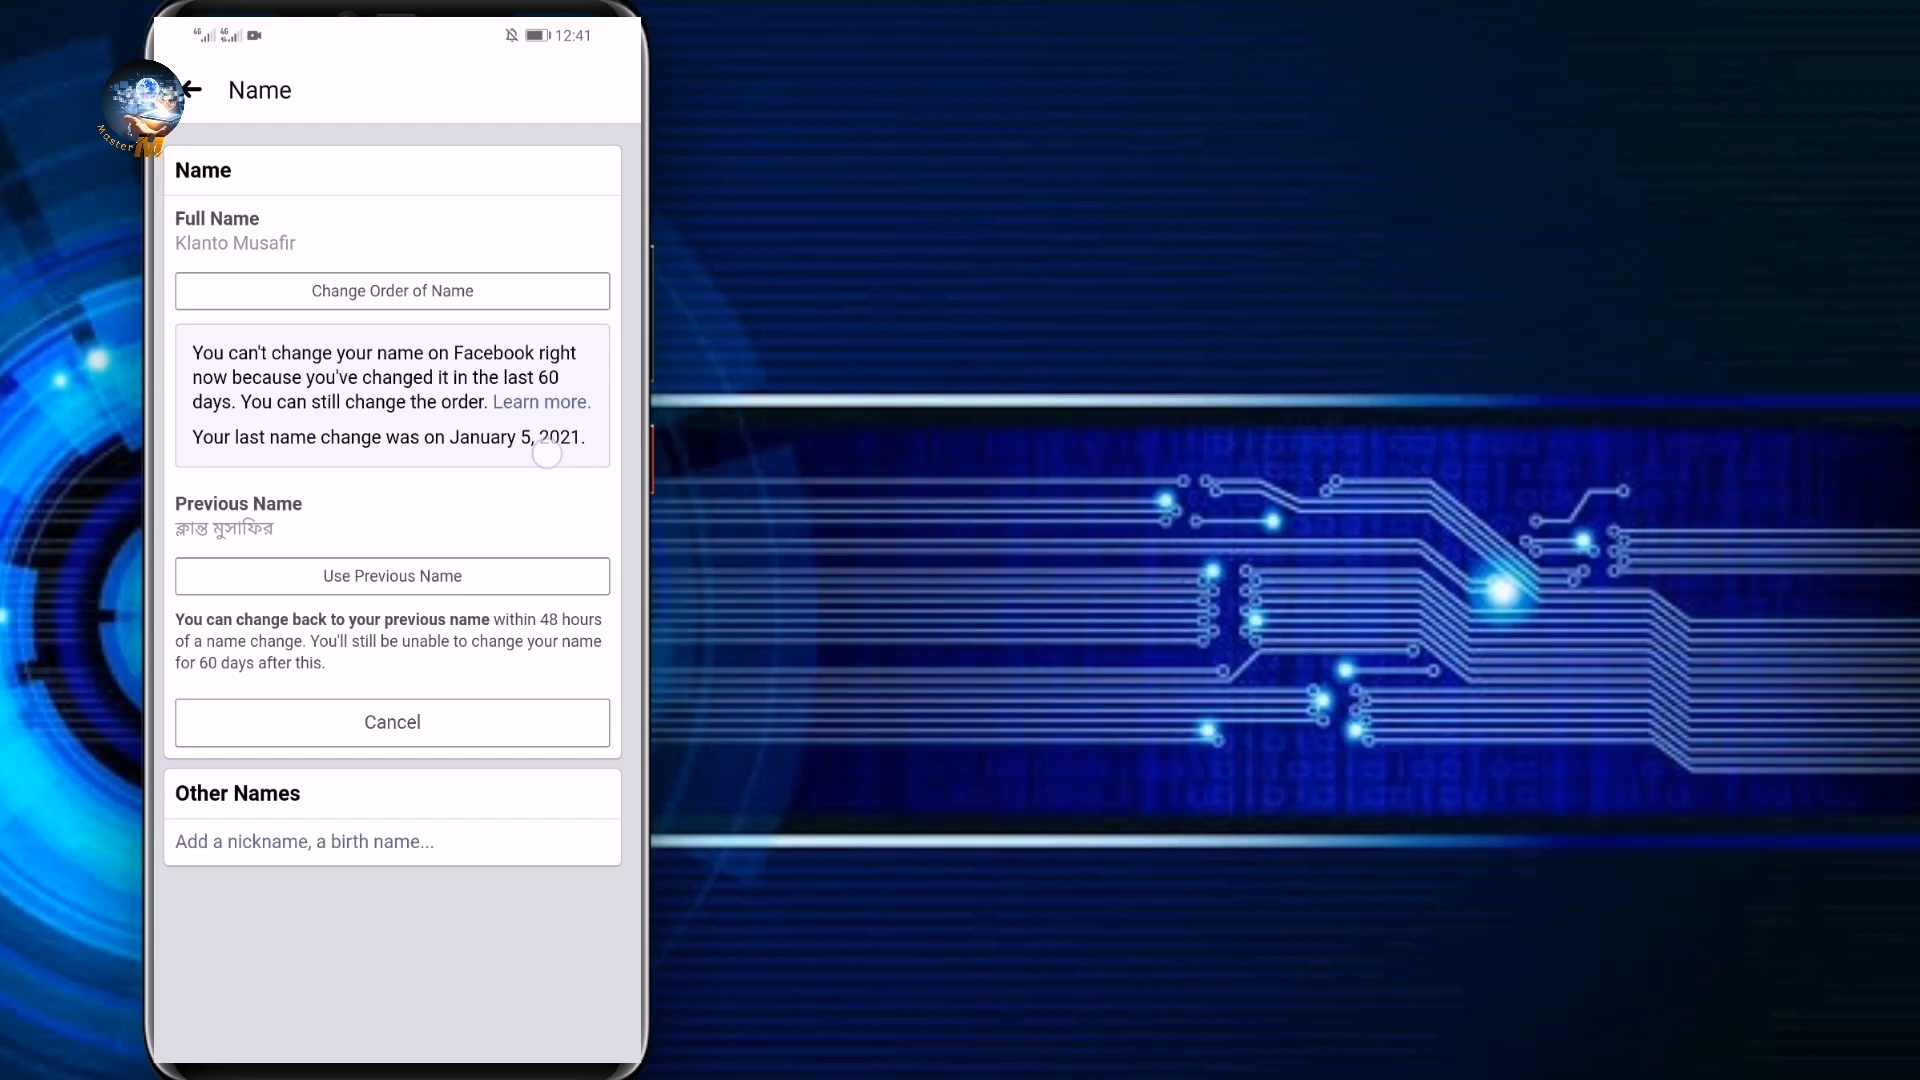 4G 4G 12:41
Name
Master M
Name
Full Name
Klanto Musafir
Change Order of Name
You can't change your name on Facebook right
now because you've changed it in the last 60
days. You can still change the order. Learn more.
Your last name change was on January 5, 2021.
Previous Name
ক্লান্ত মুসাফির
Use Previous Name
You can change back to your previous name within 48 hours
of a name change. You'll still be unable to change your name
for 60 days after this.
Cancel
Other Names
Add a nickname, a birth name...